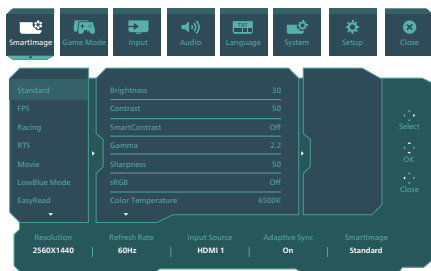 TXT
SmartImage Game Mode Input Audio Language System Setup Close
Standard
FPS
Racing
RTS
Movie
LowBlue Mode
EasyRead
Brightness 30
Contrast 50
SmartContrast Off
Gamma 2.2
Sharpness 50
sRGB Off
Color Temperature 6500K
Select
OK
Close
Resolution Refresh Rate Input Source Adaptive Sync SmartImage
2560X1440 60Hz HDMI 1 On Standard